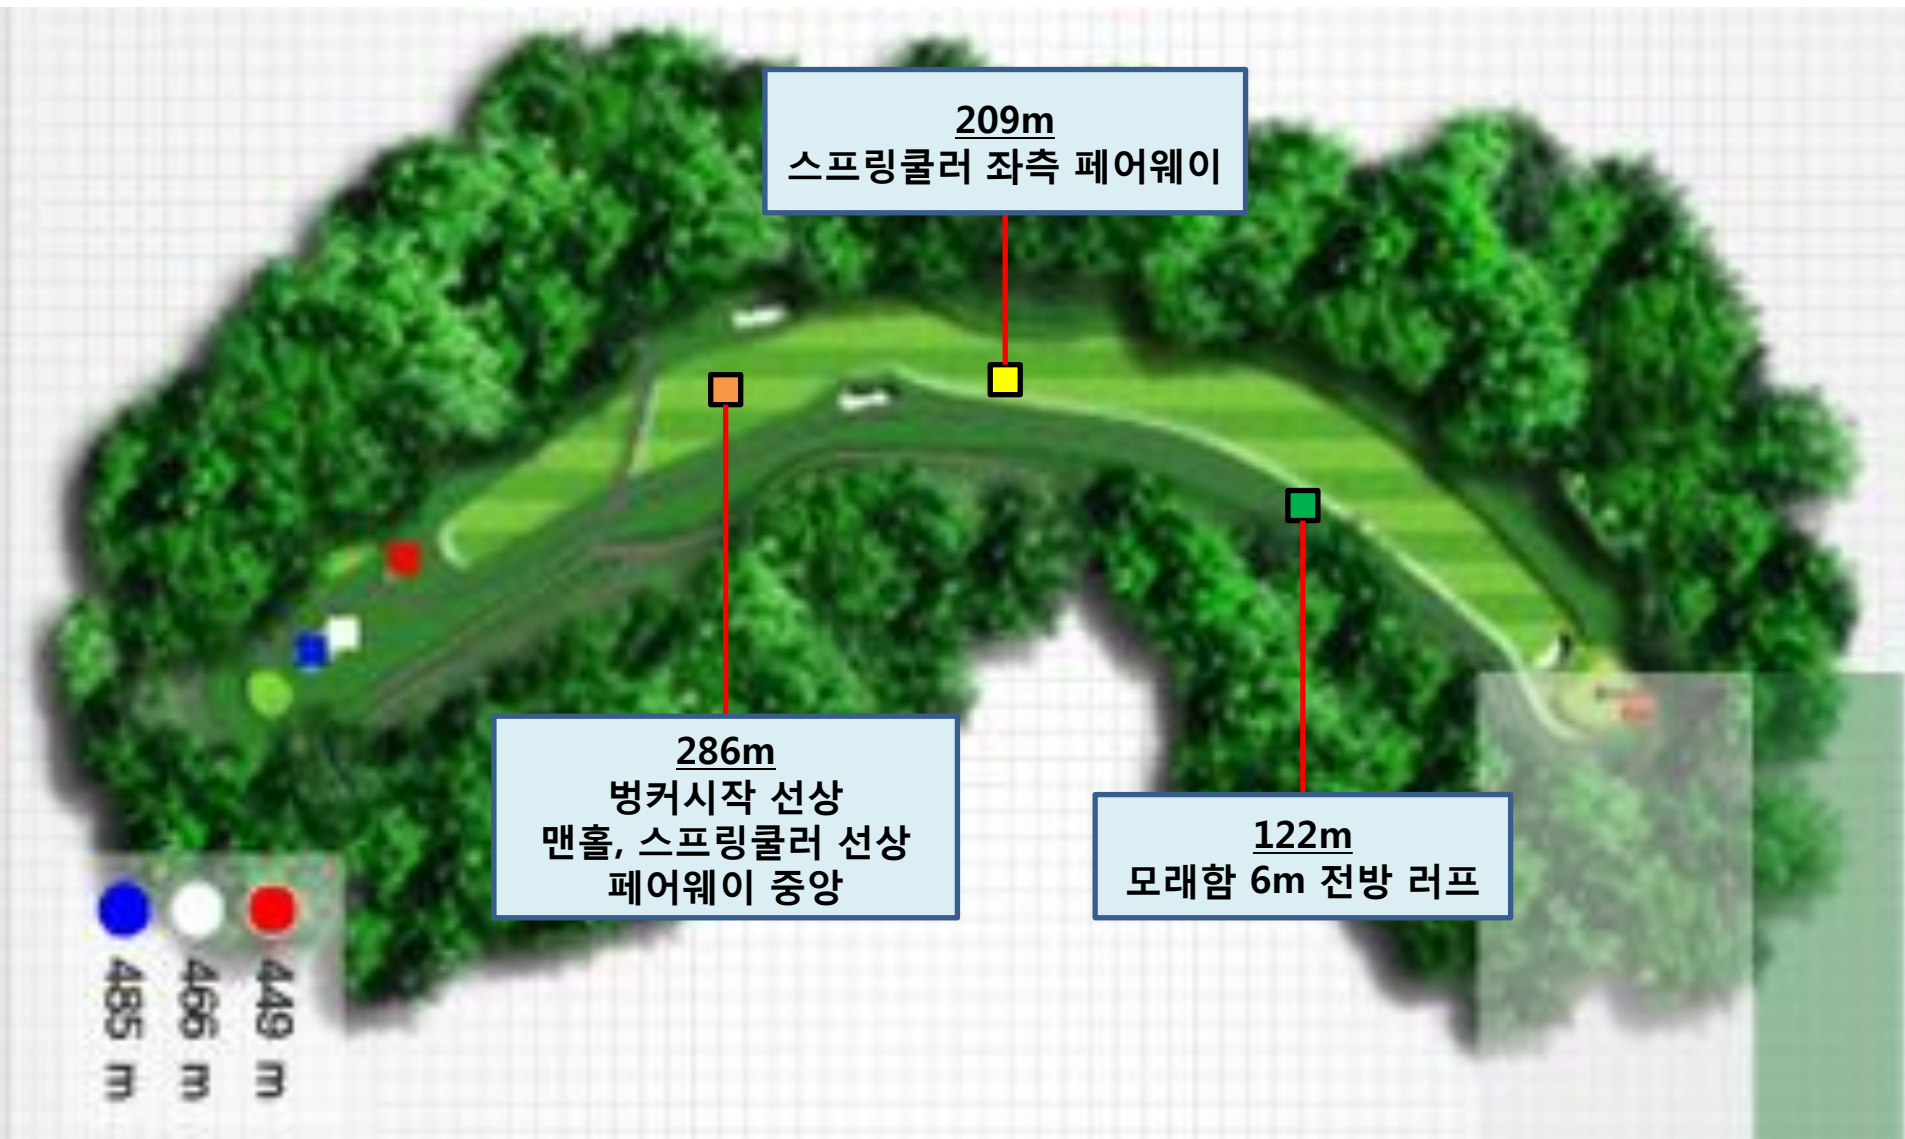 209m
스프링쿨러 좌측 페어웨이
286m
벙커시작 선상
맨홀, 스프링쿨러 선상
페어웨이 중앙
122m
모래함 6m 전방 러프
485 m
466 m
449 m